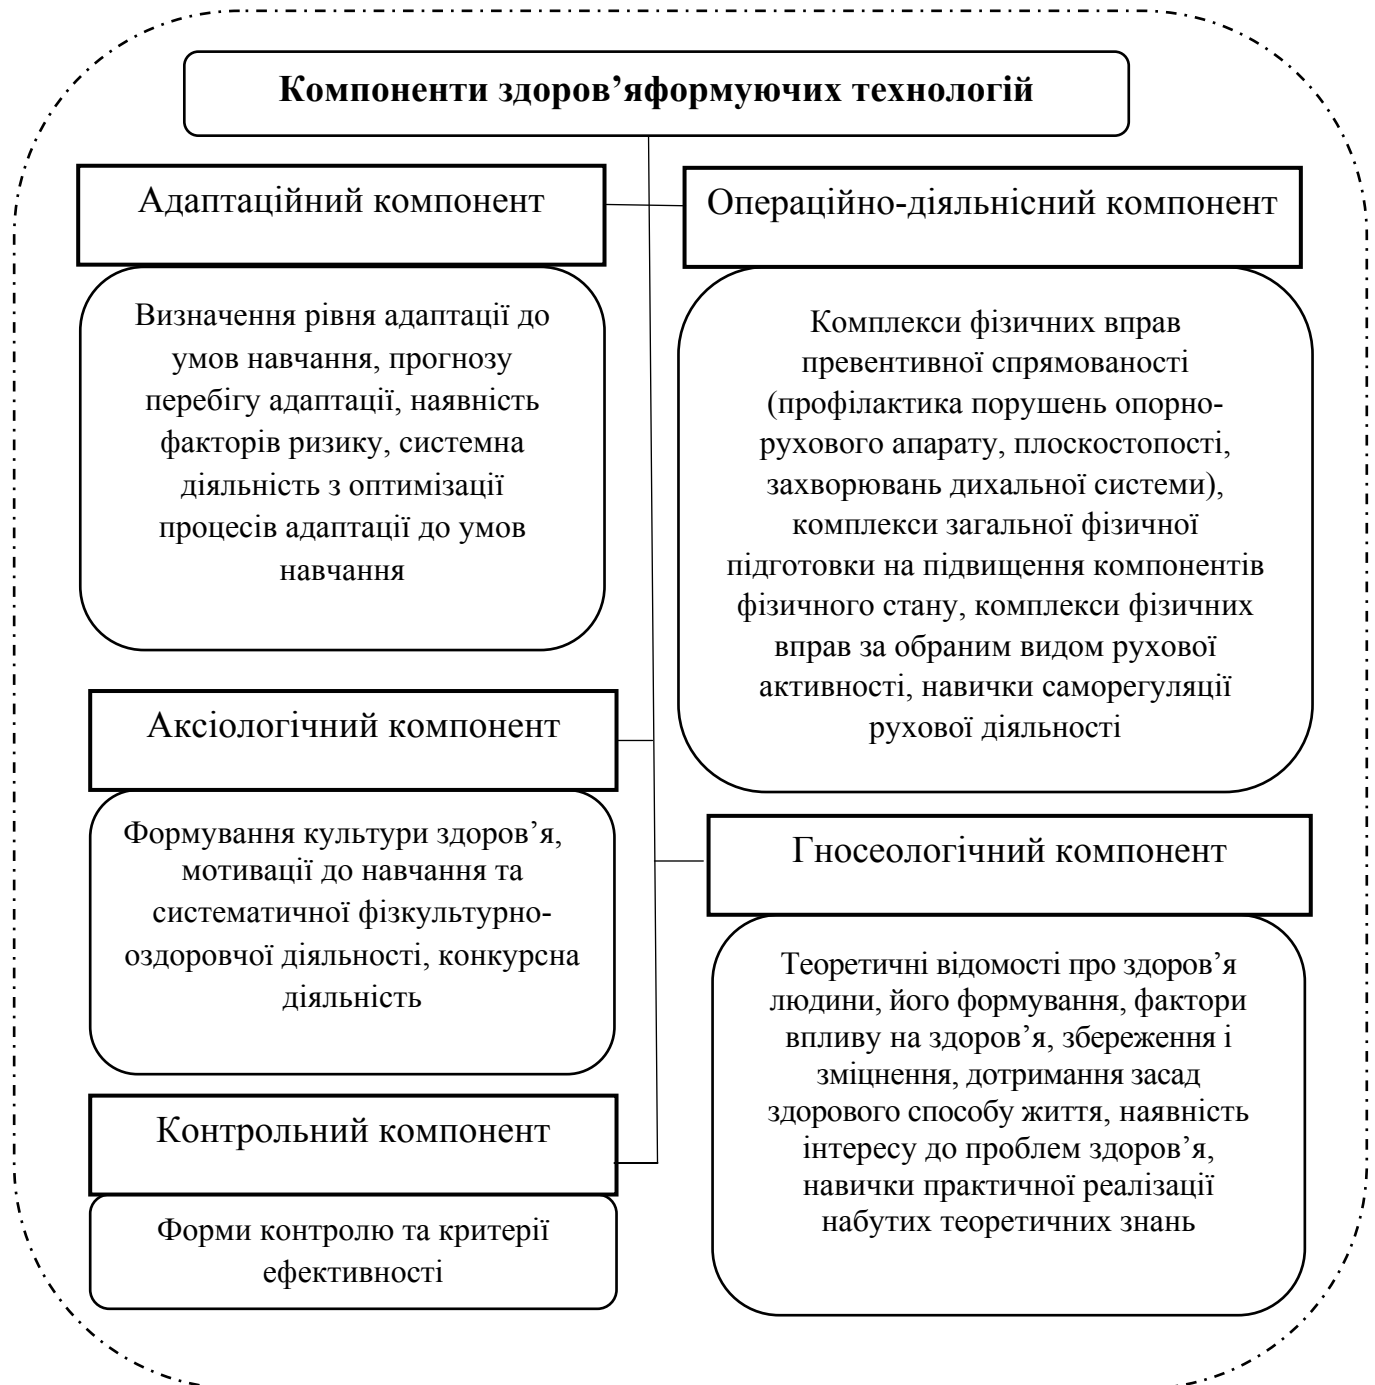 Компоненти здоров’яформуючих технологій
Адаптаційний компонент
Визначення рівня адаптації до
умов навчання, прогнозу
перебігу адаптації, наявність
факторів ризику, системна
діяльність з оптимізації
процесів адаптації до умов
навчання
Операційно-діяльнісний компонент
Комплекси фізичних вправ
превентивної спрямованості
(профілактика порушень опорно-
рухового апарату, плоскостопості,
захворювань дихальної системи),
комплекси загальної фізичної
підготовки на підвищення компонентів
фізичного стану, комплекси фізичних
вправ за обраним видом рухової
активності, навички саморегуляції
рухової діяльності
Аксіологічний компонент
Формування культури здоров’я,
мотивації до навчання та
систематичної фізкультурно-
оздоровчої діяльності, конкурсна
діяльність
Гносеологічний компонент
Теоретичні відомості про здоров’я
людини, його формування, фактори
впливу на здоров’я, збереження і
зміцнення, дотримання засад
здорового способу життя, наявність
інтересу до проблем здоров’я,
навички практичної реалізації
набутих теоретичних знань
Контрольний компонент
Форми контролю та критерії
ефективності